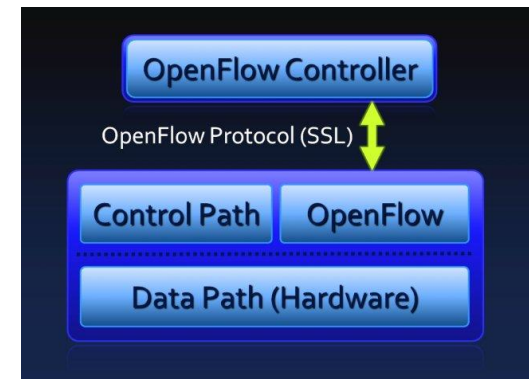 OpenFlow Controller
OpenFlow Protocol (SSL)
Control Path OpenFlow
Data Path (Hardware)